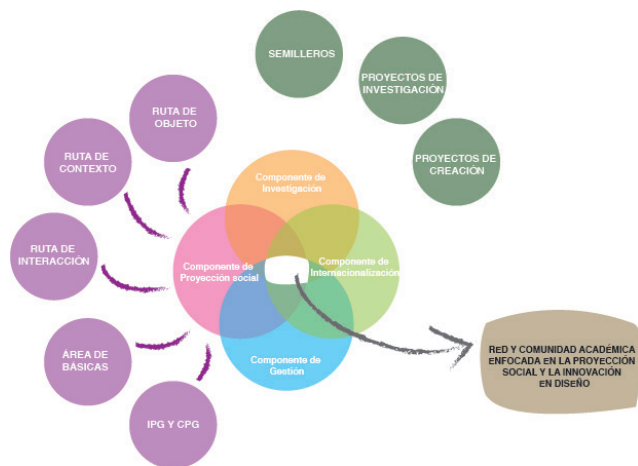 SEMILLEROS
PROYECTOS DE
INVESTIGACIÓN
PROYECTOS DE
CREACIÓN
RUTA DE
OBJETO
RUTA DE
CONTEXTO
RUTA DE
INTERACCIÓN
ÁREA DE
BÁSICAS
IPG Y CPG
Componente de
Investigación
Componente de
Proyección social
Componente de
Internacionalización
Componente de
Gestión
RED Y COMUNIDAD ACADÉMICA
ENFOCADA EN LA PROYECCIÓN
SOCIAL Y LA INNOVACIÓN
EN DISEÑO